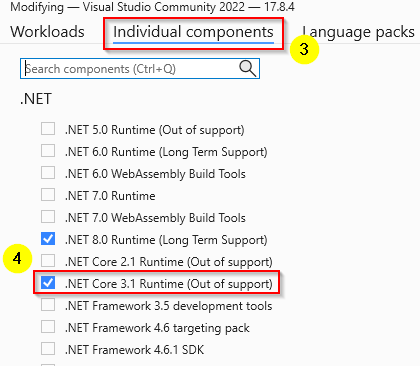 Modifying — Visual Studio Community 2022 — 17.8.4
Workloads Individual components Language packs
3
Search components (Ctrl+Q)
.NET
.NET 5.0 Runtime (Out of support)
.NET 6.0 Runtime (Long Term Support)
.NET 6.0 WebAssembly Build Tools
.NET 7.0 Runtime
.NET 7.0 WebAssembly Build Tools
.NET 8.0 Runtime (Long Term Support)
4
.NET Core 2.1 Runtime (Out of support)
.NET Core 3.1 Runtime (Out of support)
.NET Framework 3.5 development tools
.NET Framework 4.6 targeting pack
.NET Framework 4.6.1 SDK